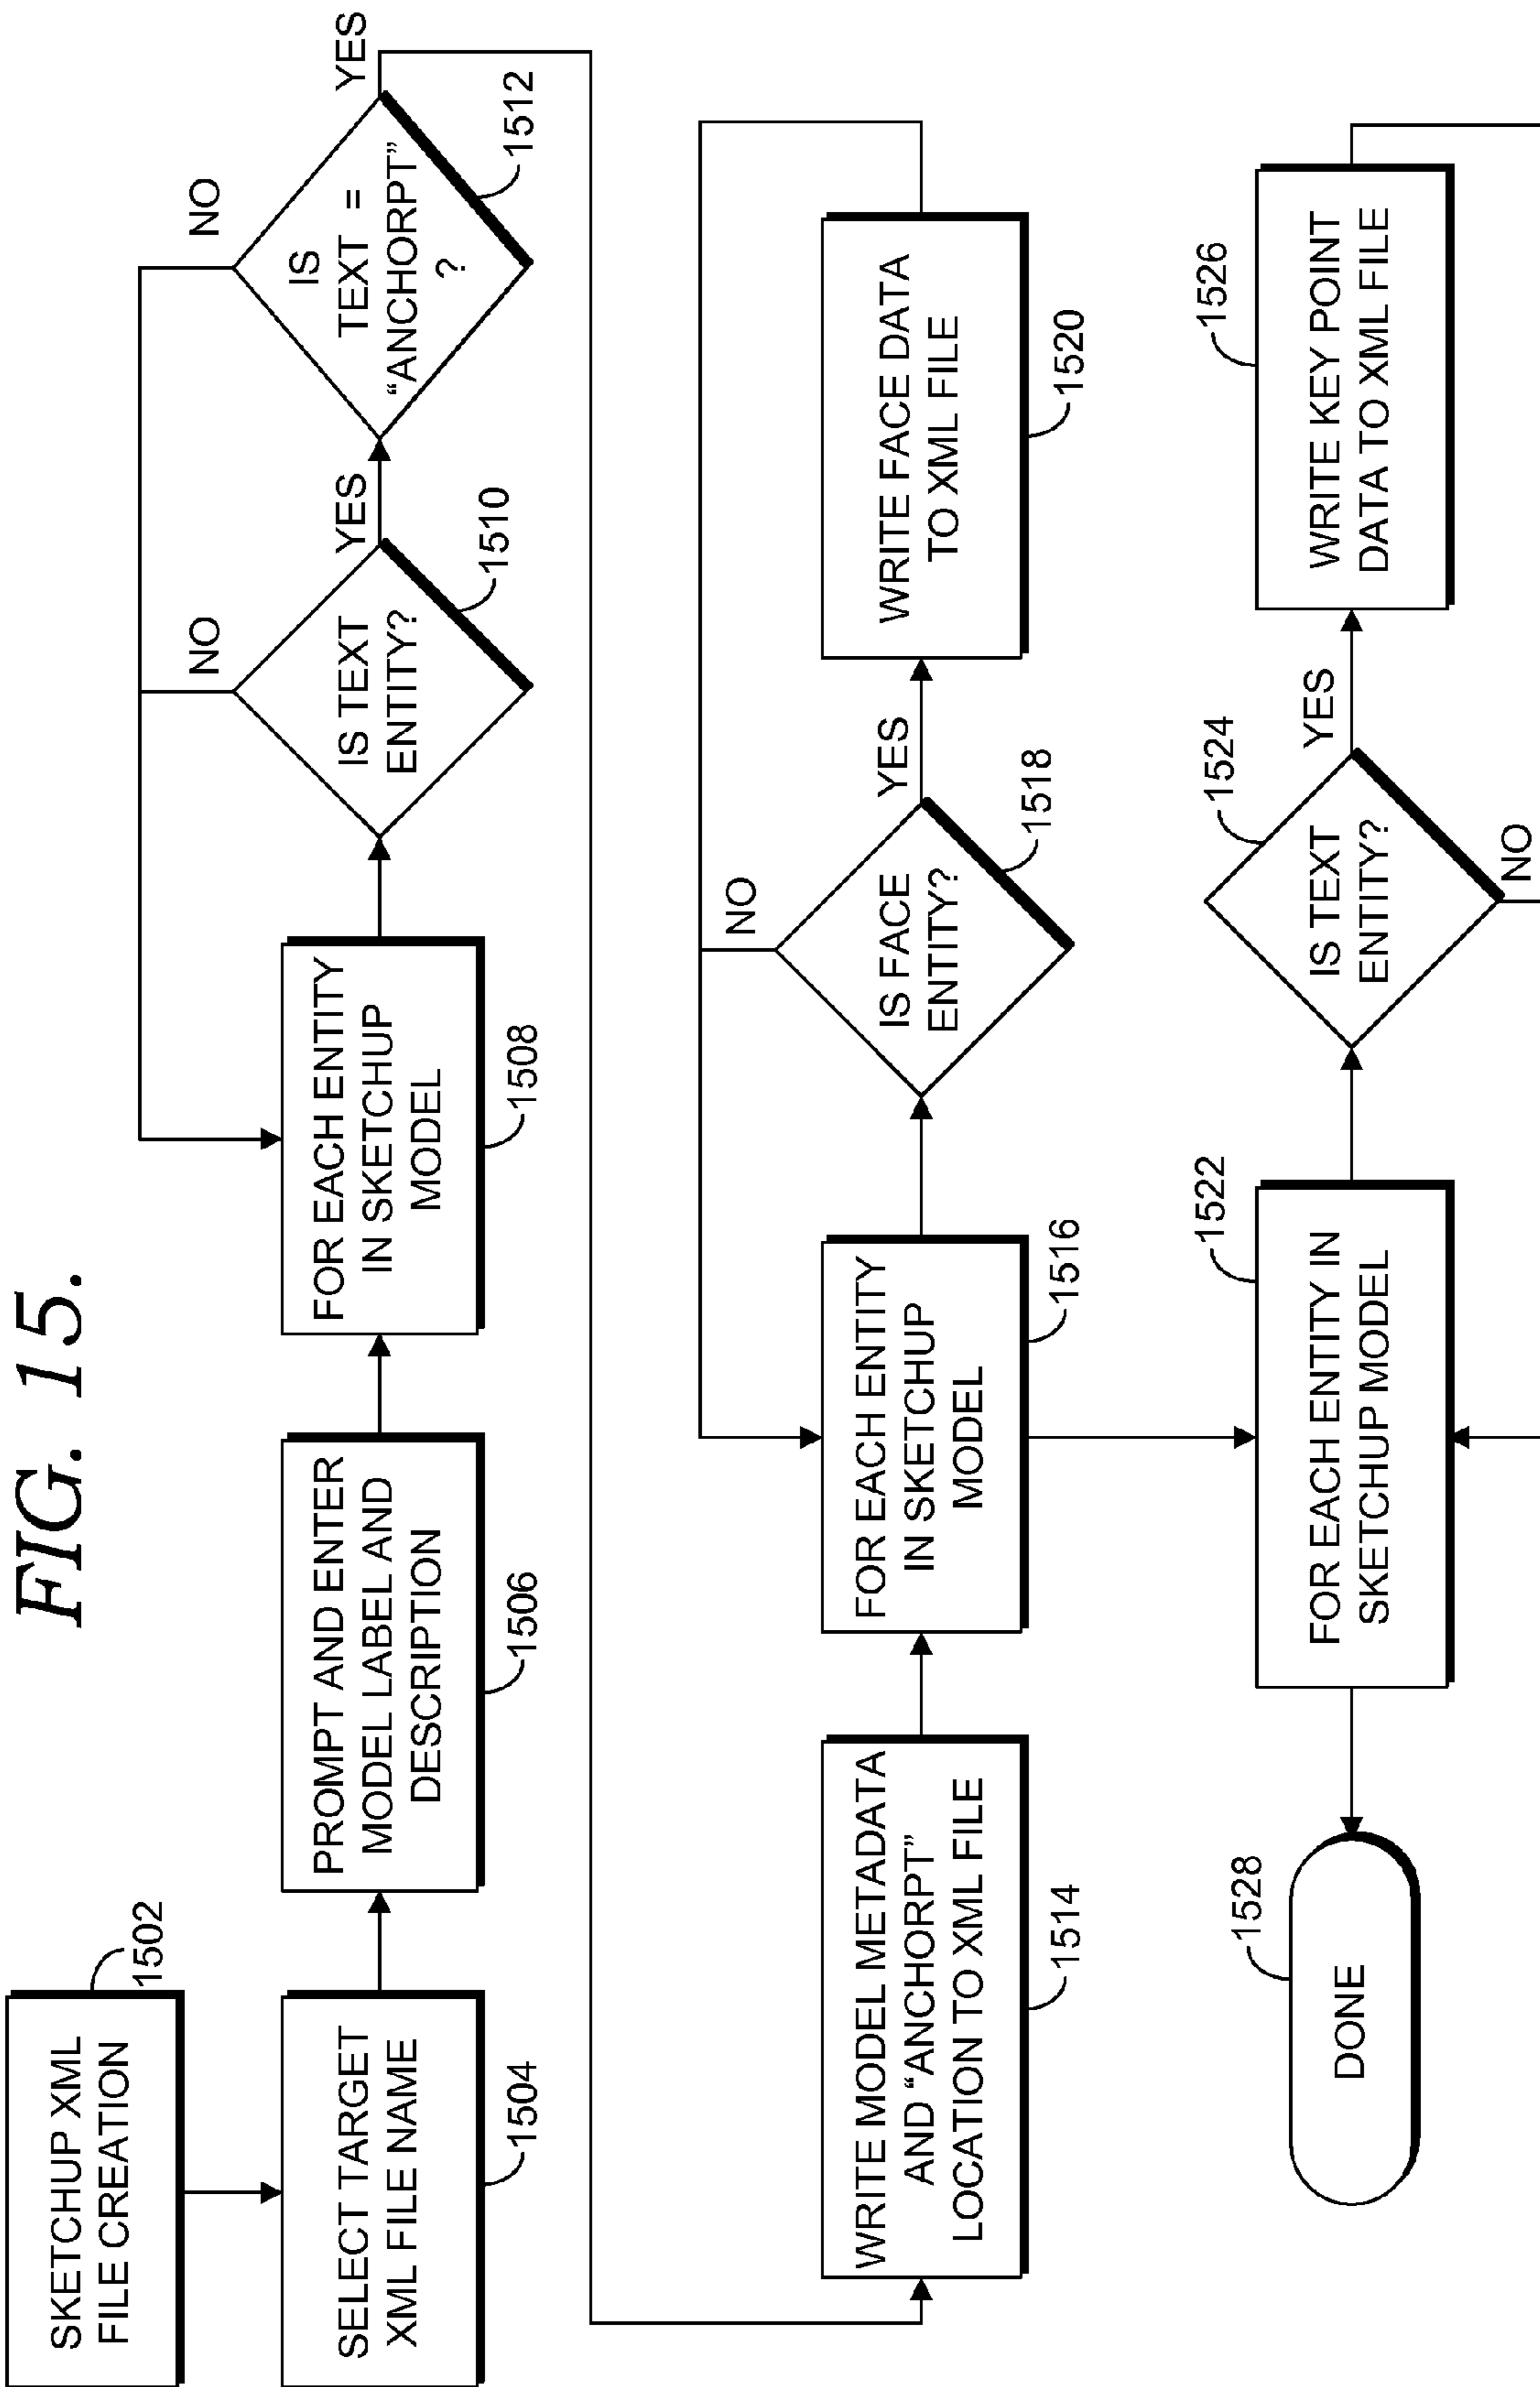 FIG. 15.
SKETCHUP XML
FILE CREATION
1502
SELECT TARGET
XML FILE NAME
1504
PROMPT AND ENTER
MODEL LABEL AND
DESCRIPTION
1506
FOR EACH ENTITY
IN SKETCHUP
MODEL
1508
IS TEXT
ENTITY?
1510
NO
YES
IS
TEXT =
“ANCHORPT”
?
1512
NO
YES
WRITE MODEL METADATA
AND “ANCHORPT”
LOCATION TO XML FILE
1514
FOR EACH ENTITY
IN SKETCHUP
MODEL
1516
IS FACE
ENTITY?
1518
NO
YES
WRITE FACE DATA
TO XML FILE
1520
FOR EACH ENTITY IN
SKETCHUP MODEL
1522
IS TEXT
ENTITY?
1524
YES
NO
WRITE KEY POINT
DATA TO XML FILE
1526
DONE
1528